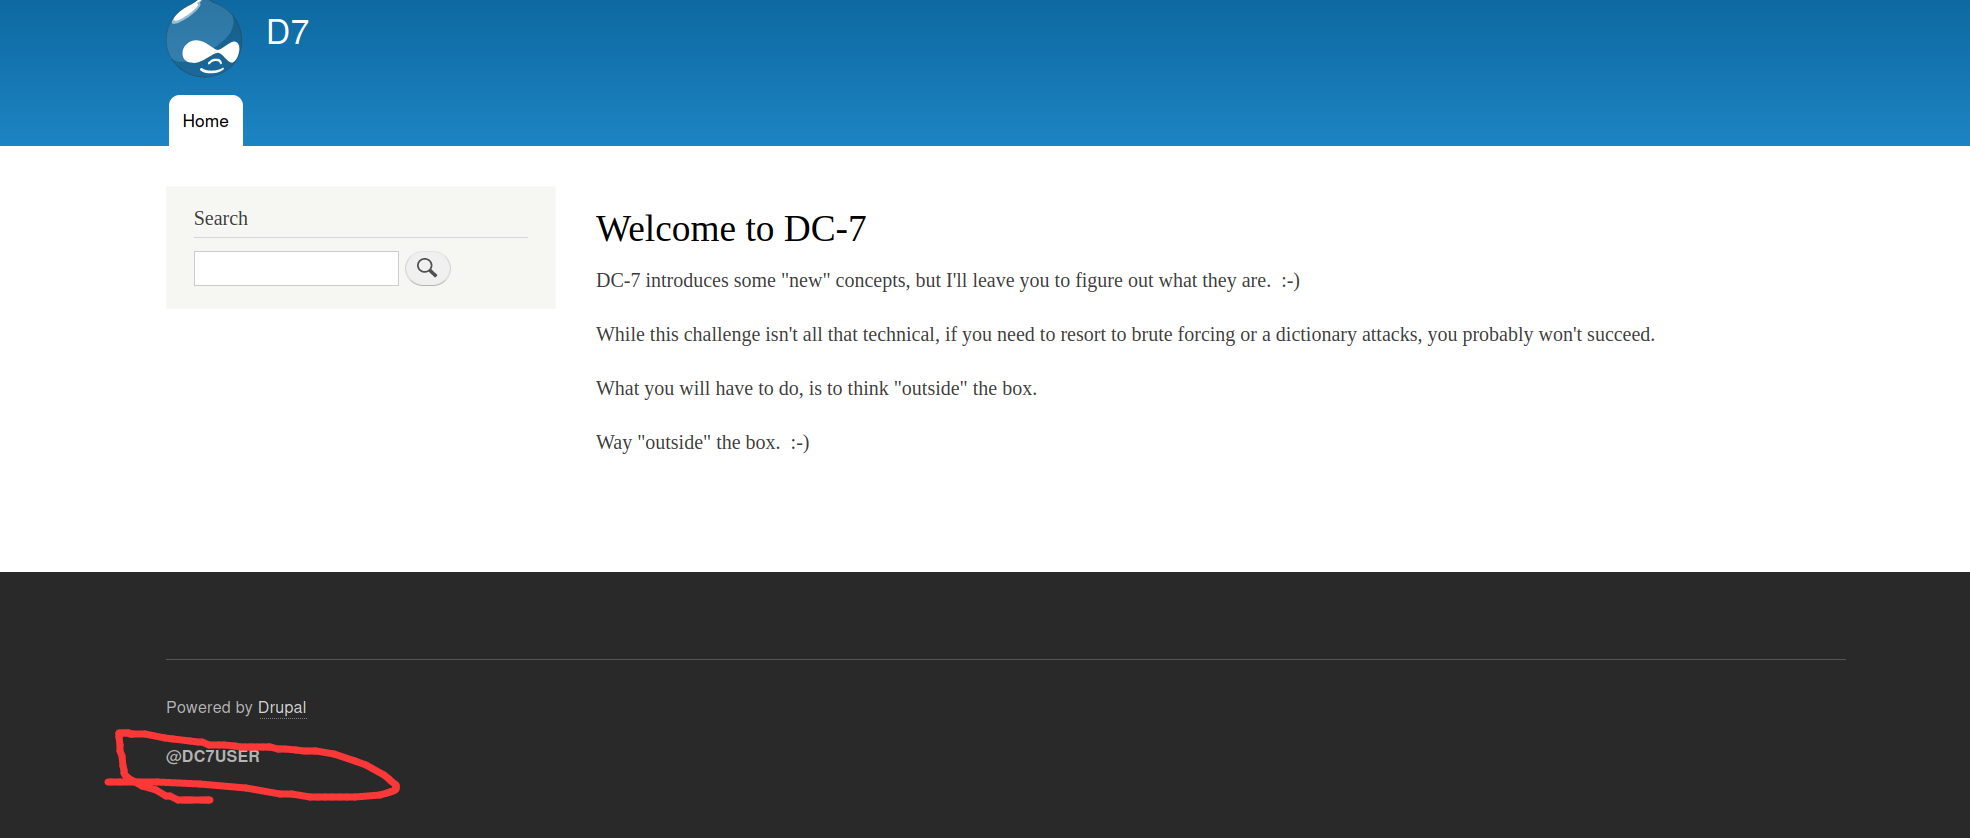 D7
Home
Search
Welcome to DC-7
DC-7 introduces some "new" concepts, but I'll leave you to figure out what they are.  :-)
While this challenge isn't all that technical, if you need to resort to brute forcing or a dictionary attacks, you probably won't succeed.
What you will have to do, is to think "outside" the box.
Way "outside" the box.  :-)
Powered by Drupal
@DC7USER